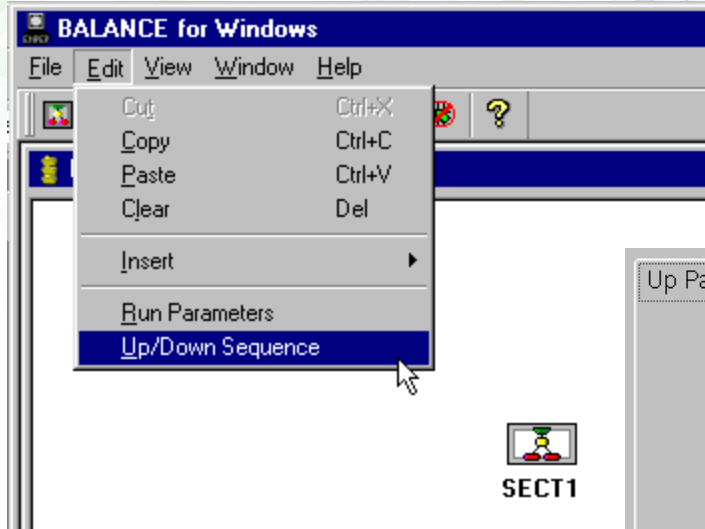 BALANCE for Windows
File Edit View Window Help
Cut Ctrl+X
Copy Ctrl+C
Paste Ctrl+V
Clear Del
Insert
Run Parameters
Up/Down Sequence
Up Pa
SECT1